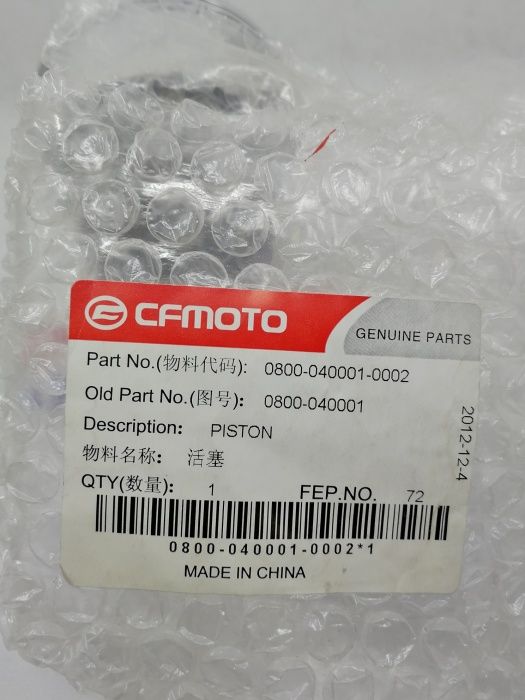 CFMOTO
GENUINE PARTS
Part No.(物料代码): 0800-040001-0002
Old Part No.(图号): 0800-040001
Description: PISTON
物料名称: 活塞
QTY(数量): 1 FEP.NO. 72
2012-12-4
0800-040001-0002*1
MADE IN CHINA